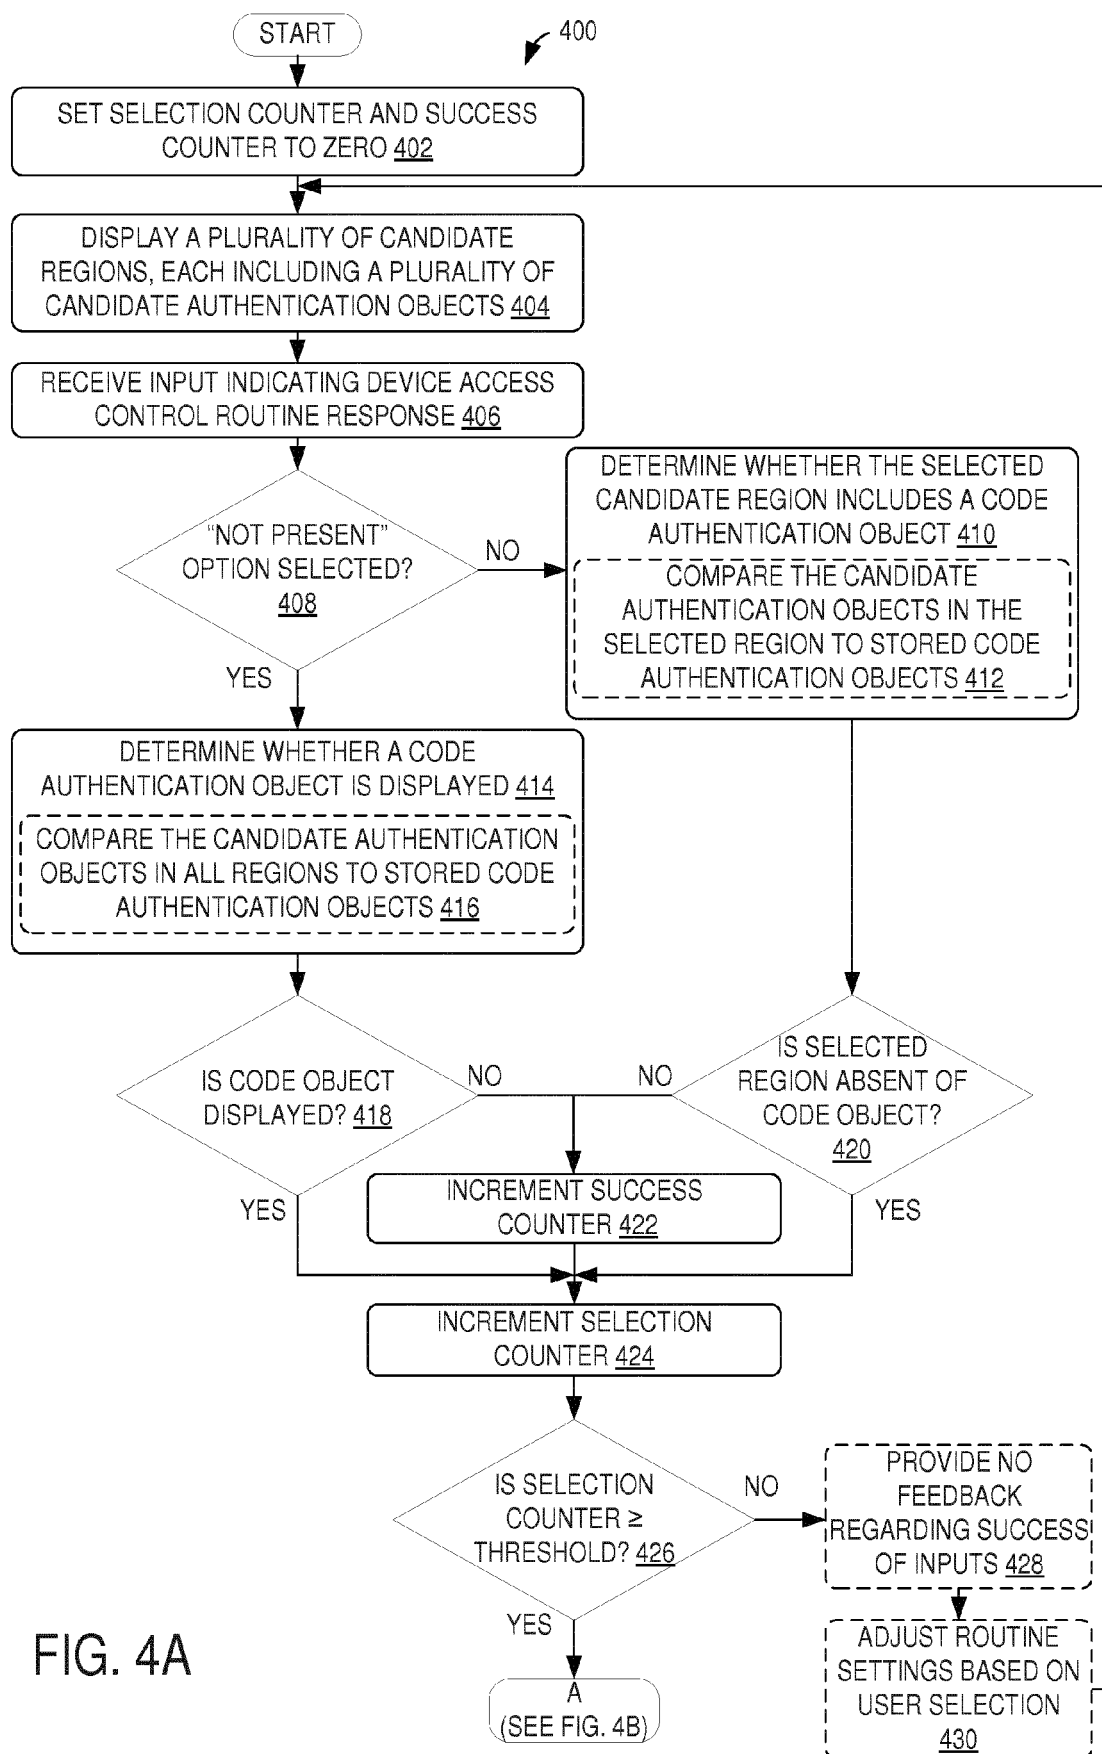 START
400
SET SELECTION COUNTER AND SUCCESS
COUNTER TO ZERO 402
DISPLAY A PLURALITY OF CANDIDATE
REGIONS, EACH INCLUDING A PLURALITY OF
CANDIDATE AUTHENTICATION OBJECTS 404
RECEIVE INPUT INDICATING DEVICE ACCESS
CONTROL ROUTINE RESPONSE 406
“NOT PRESENT”
OPTION SELECTED?
408
NO
YES
DETERMINE WHETHER THE SELECTED
CANDIDATE REGION INCLUDES A CODE
AUTHENTICATION OBJECT 410
COMPARE THE CANDIDATE
AUTHENTICATION OBJECTS IN THE
SELECTED REGION TO STORED CODE
AUTHENTICATION OBJECTS 412
DETERMINE WHETHER A CODE
AUTHENTICATION OBJECT IS DISPLAYED 414
COMPARE THE CANDIDATE AUTHENTICATION
OBJECTS IN ALL REGIONS TO STORED CODE
AUTHENTICATION OBJECTS 416
IS CODE OBJECT
DISPLAYED? 418
NO
YES
IS SELECTED
REGION ABSENT OF
CODE OBJECT?
420
NO
YES
INCREMENT SUCCESS
COUNTER 422
INCREMENT SELECTION
COUNTER 424
IS SELECTION
COUNTER ≥
THRESHOLD? 426
NO
YES
PROVIDE NO
FEEDBACK
REGARDING SUCCESS
OF INPUTS 428
ADJUST ROUTINE
SETTINGS BASED ON
USER SELECTION
430
A
(SEE FIG. 4B)
FIG. 4A